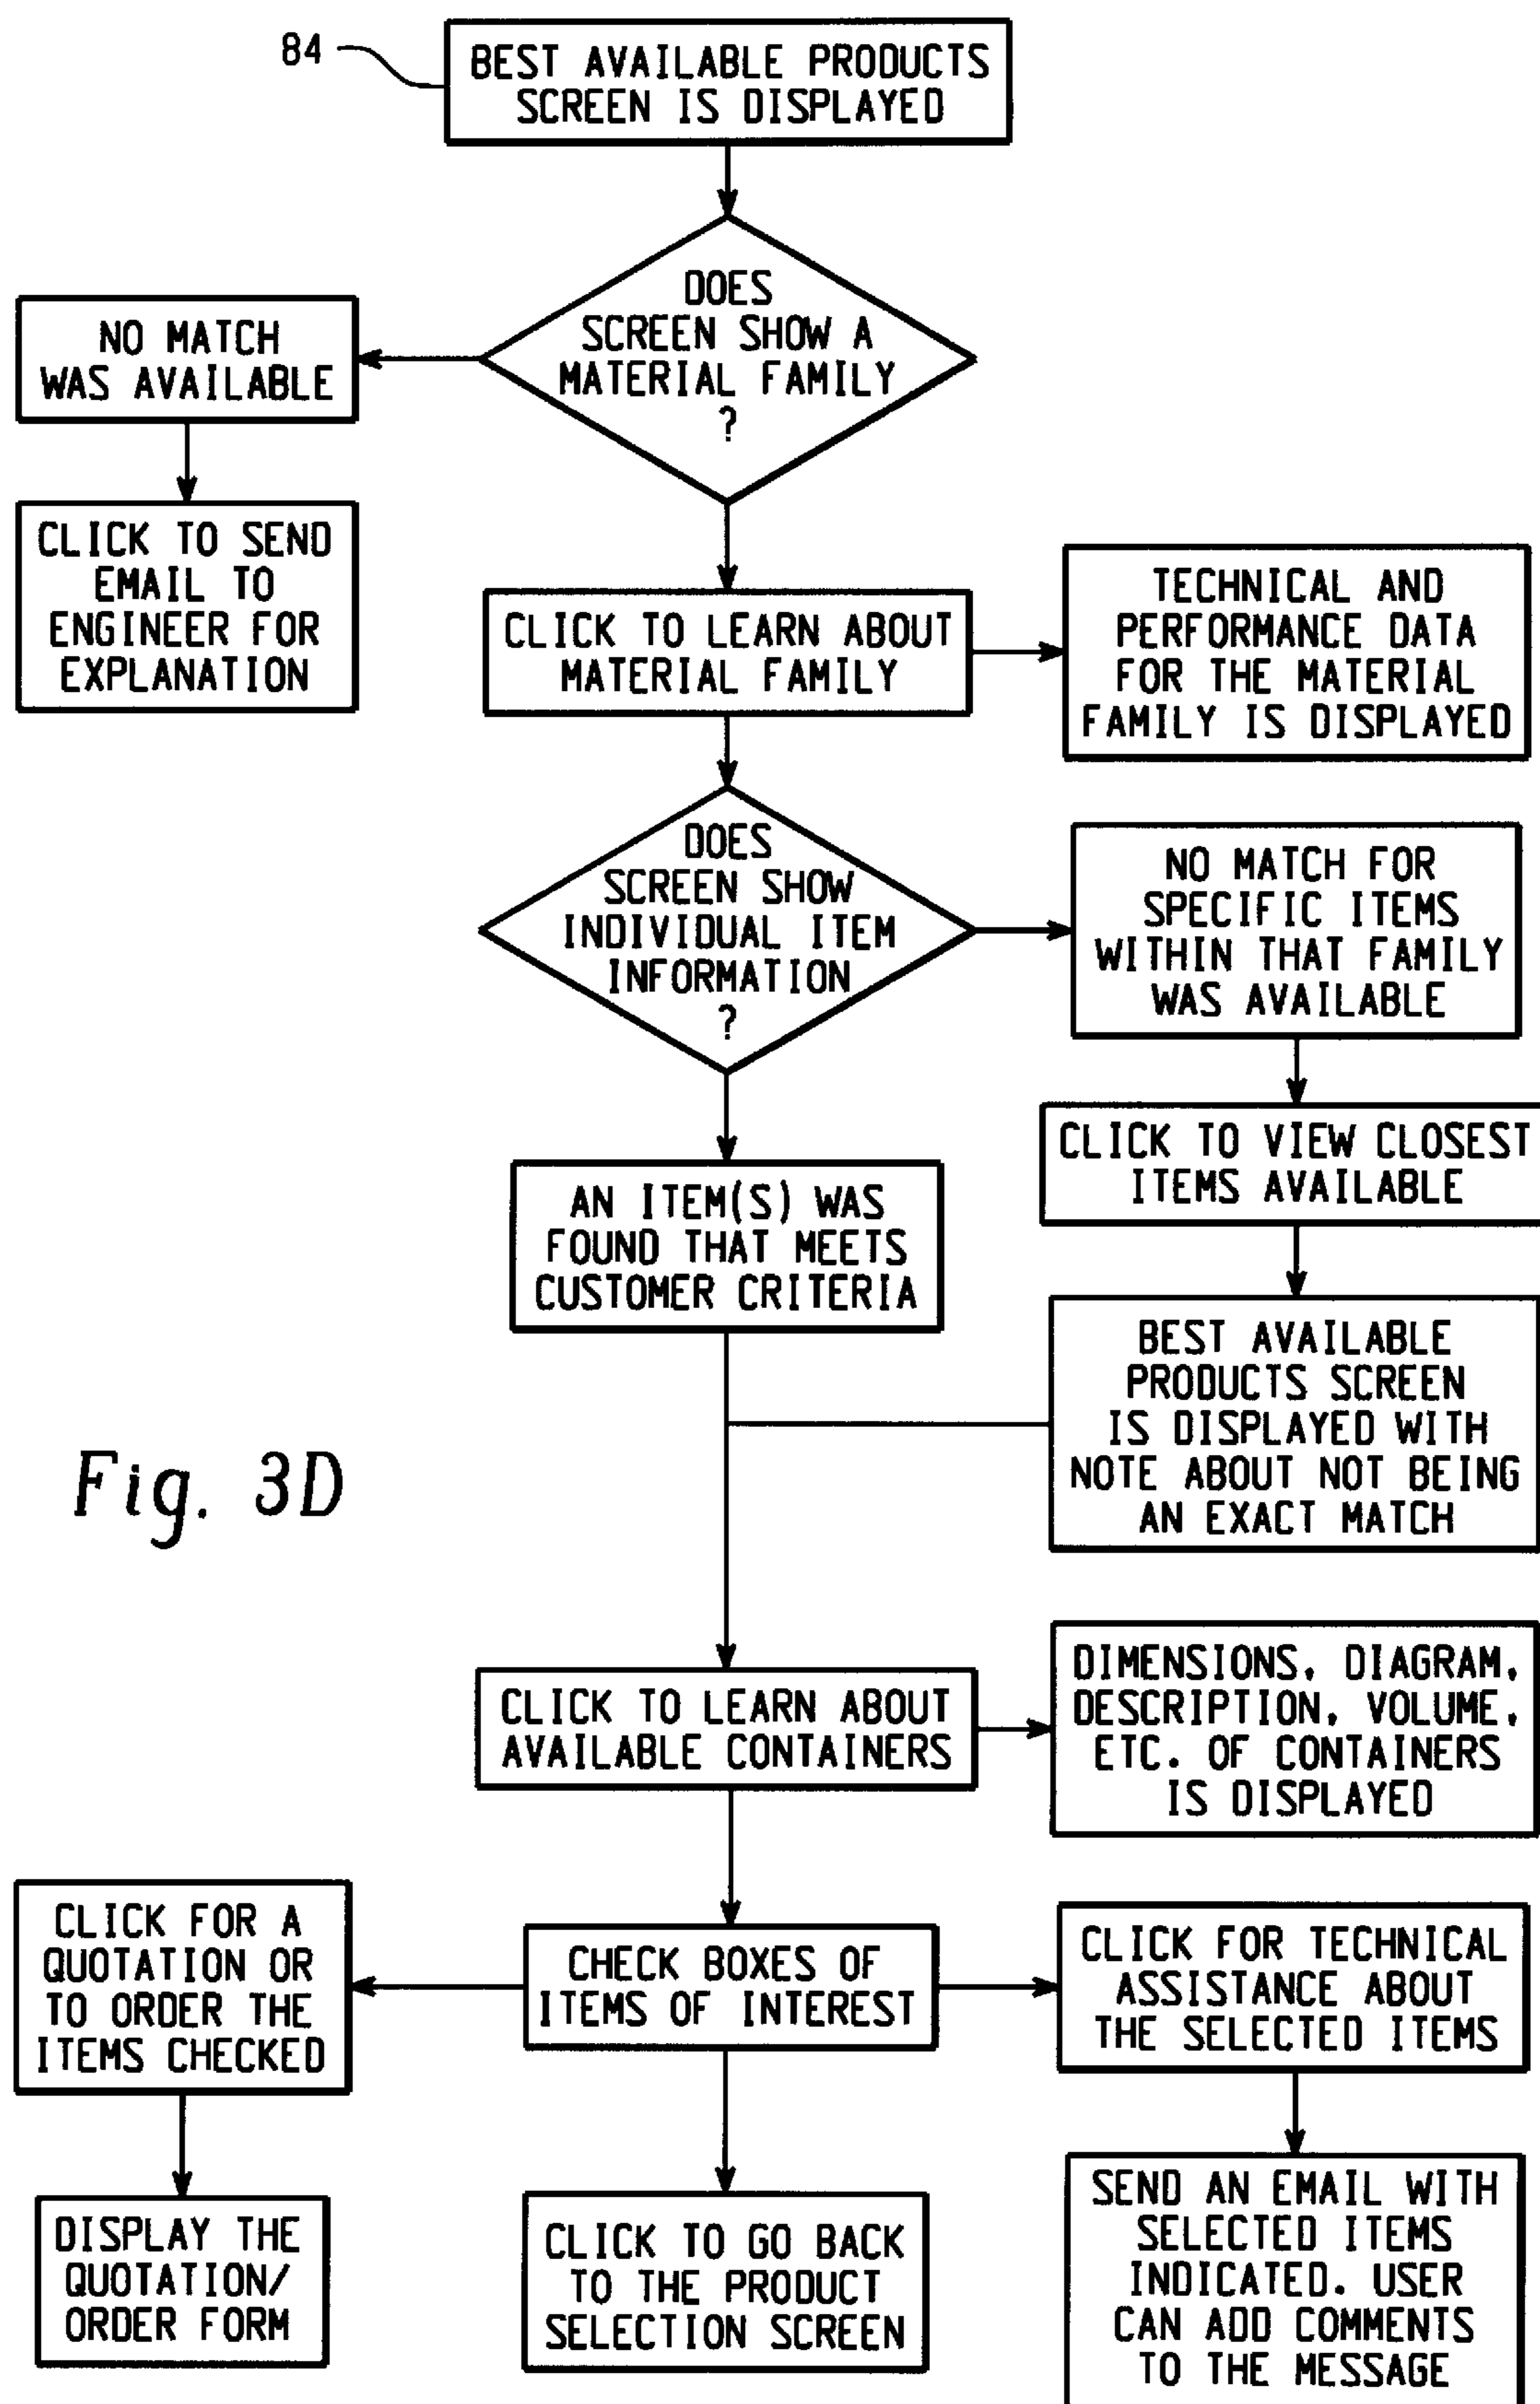 84
BEST AVAILABLE PRODUCTS
SCREEN IS DISPLAYED
DOES
SCREEN SHOW A
MATERIAL FAMILY
?
NO MATCH
WAS AVAILABLE
CLICK TO SEND
EMAIL TO
ENGINEER FOR
EXPLANATION
CLICK TO LEARN ABOUT
MATERIAL FAMILY
TECHNICAL AND
PERFORMANCE DATA
FOR THE MATERIAL
FAMILY IS DISPLAYED
DOES
SCREEN SHOW
INDIVIDUAL ITEM
INFORMATION
?
NO MATCH FOR
SPECIFIC ITEMS
WITHIN THAT FAMILY
WAS AVAILABLE
CLICK TO VIEW CLOSEST
ITEMS AVAILABLE
AN ITEM(S) WAS
FOUND THAT MEETS
CUSTOMER CRITERIA
BEST AVAILABLE
PRODUCTS SCREEN
IS DISPLAYED WITH
NOTE ABOUT NOT BEING
AN EXACT MATCH
Fig. 3D
CLICK TO LEARN ABOUT
AVAILABLE CONTAINERS
DIMENSIONS, DIAGRAM,
DESCRIPTION, VOLUME,
ETC. OF CONTAINERS
IS DISPLAYED
CLICK FOR A
QUOTATION OR
TO ORDER THE
ITEMS CHECKED
CHECK BOXES OF
ITEMS OF INTEREST
CLICK FOR TECHNICAL
ASSISTANCE ABOUT
THE SELECTED ITEMS
DISPLAY THE
QUOTATION/
ORDER FORM
CLICK TO GO BACK
TO THE PRODUCT
SELECTION SCREEN
SEND AN EMAIL WITH
SELECTED ITEMS
INDICATED. USER
CAN ADD COMMENTS
TO THE MESSAGE